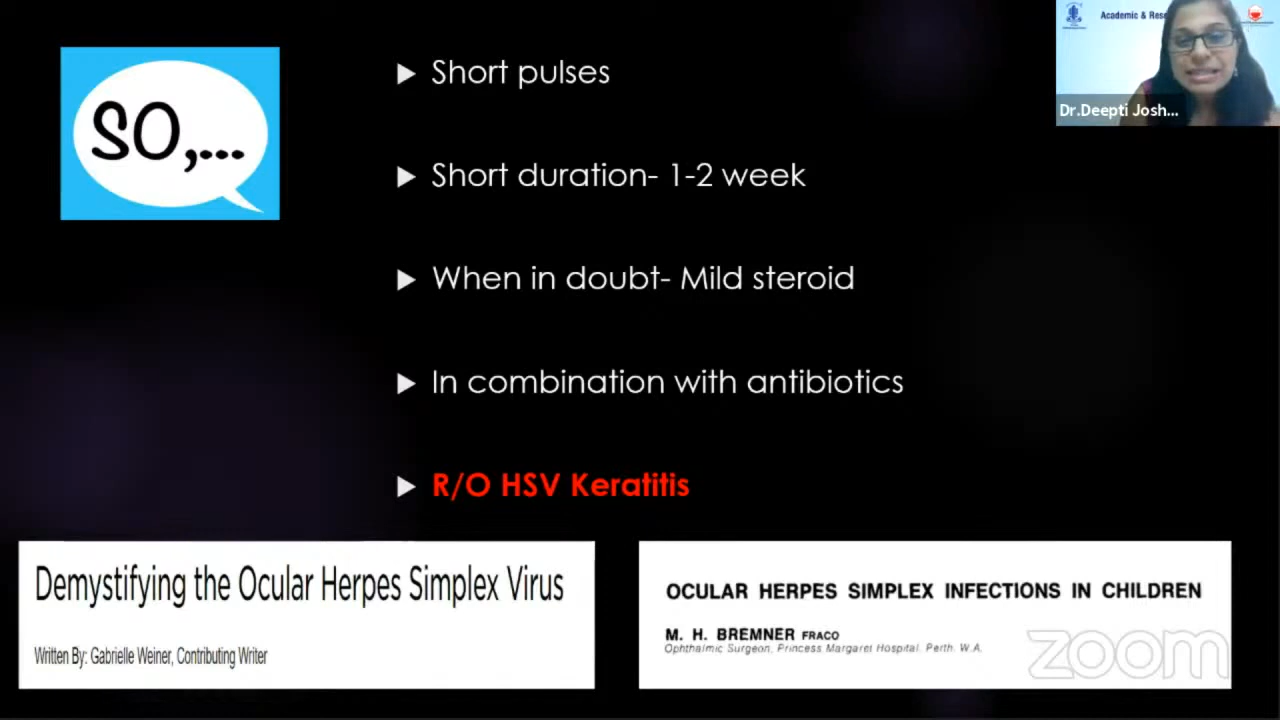 Academic & Rese
Dr.Deepti Josh...
SO,...
Short pulses
Short duration- 1-2 week
When in doubt- Mild steroid
In combination with antibiotics
R/O HSV Keratitis
Demystifying the Ocular Herpes Simplex Virus
Written By: Gabrielle Weiner, Contributing Writer
OCULAR HERPES SIMPLEX INFECTIONS IN CHILDREN
M. H. BREMNER FRACO
Ophthalmic Surgeon, Princess Margaret Hospital, Perth. W.A.
zoom